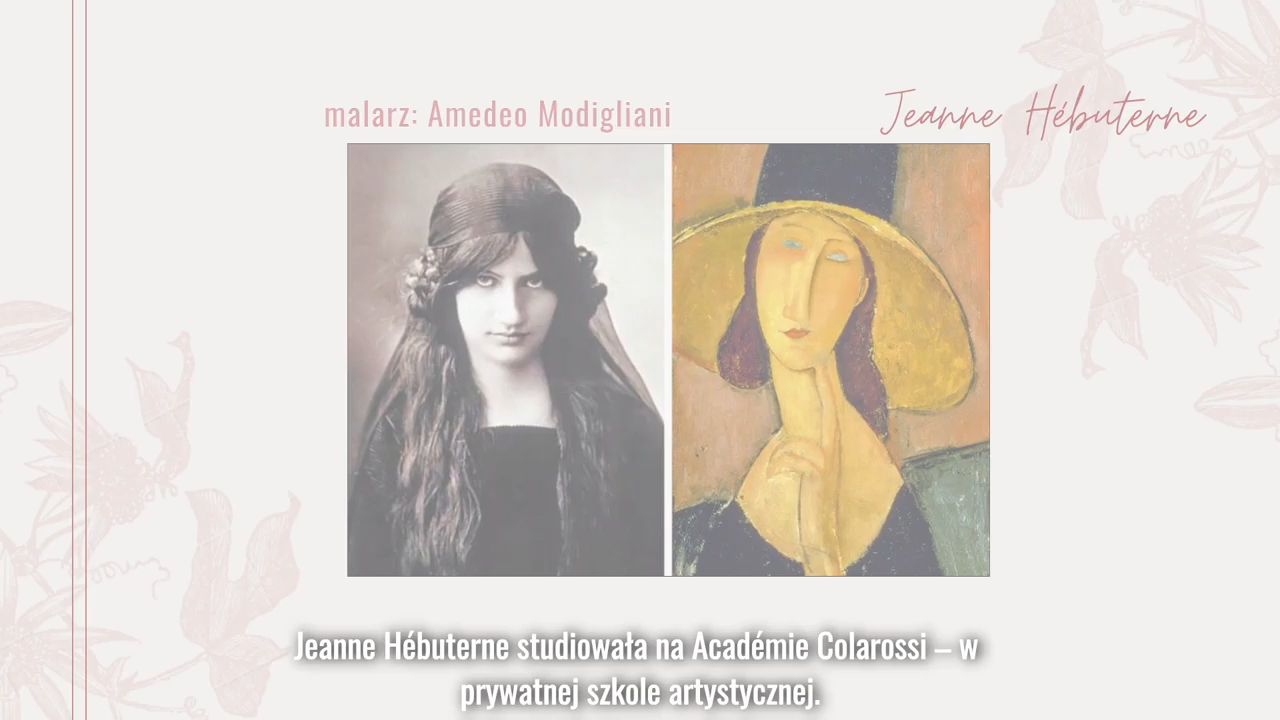 malarz: Amedeo Modigliani
Jeanne Hébuterne
Jeanne Hébuterne studiowała na Académie Colarossi – w
prywatnej szkole artystycznej.